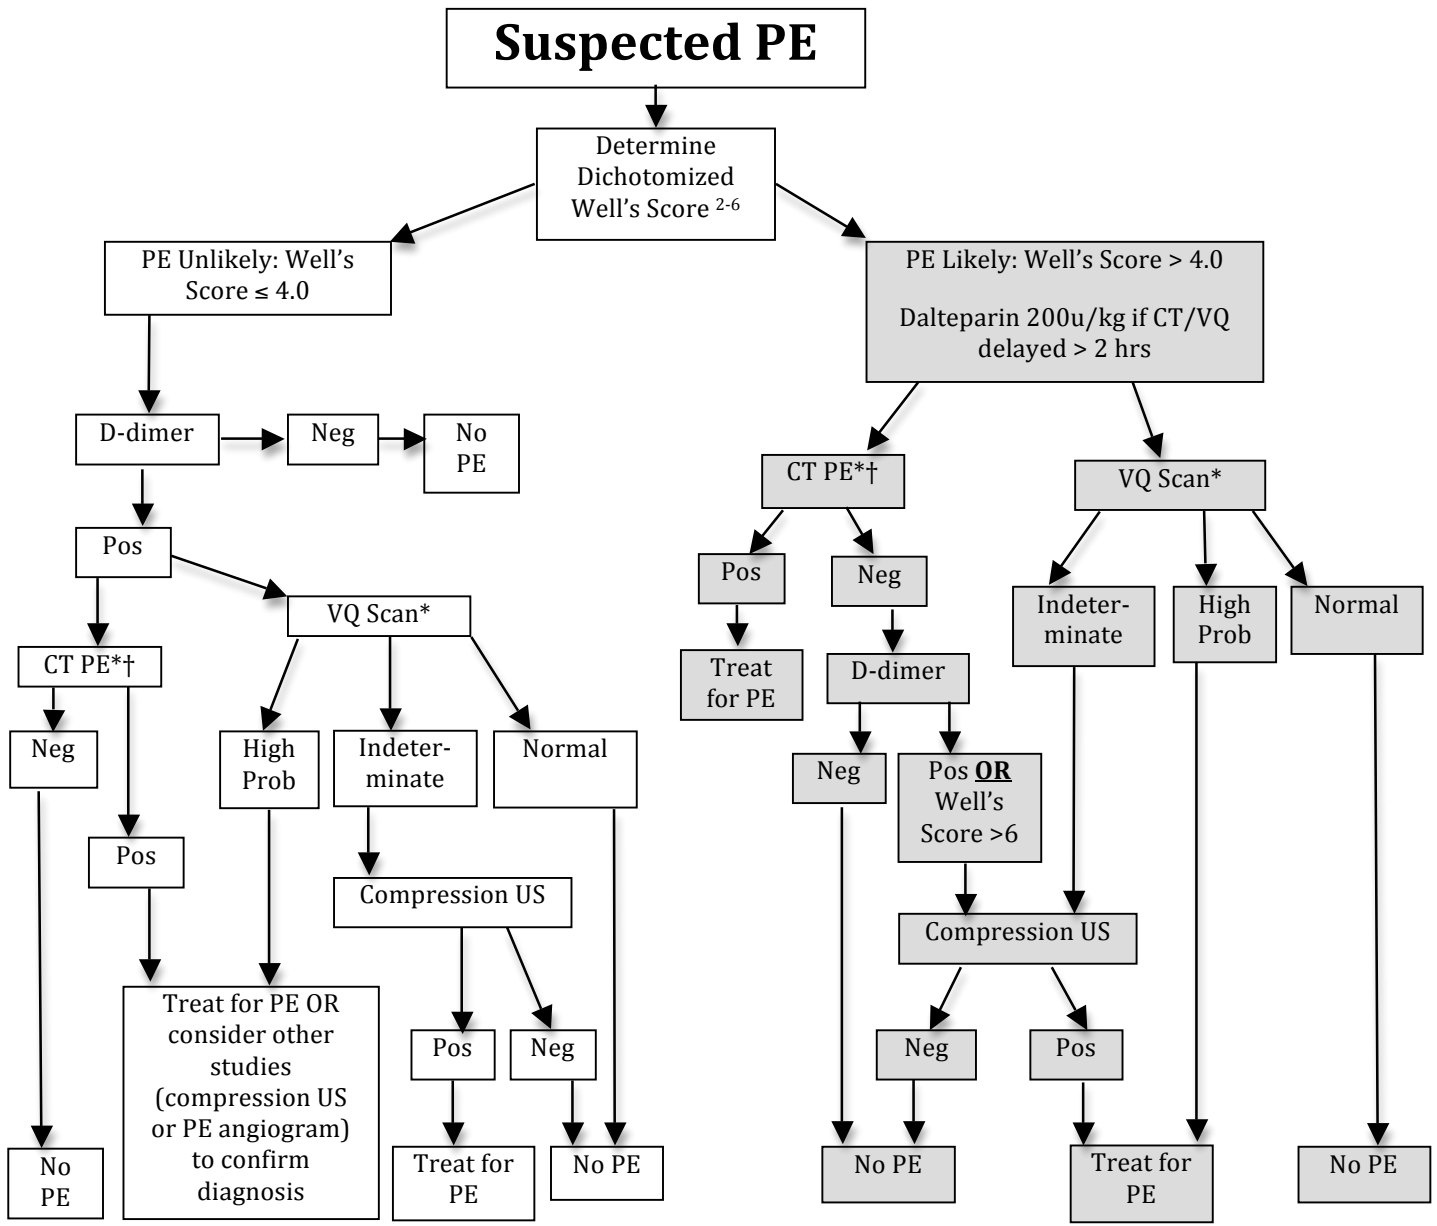 Suspected PE
Determine
Dichotomized
Well’s Score 2-6
PE Unlikely: Well’s
Score ≤ 4.0
PE Likely: Well’s Score > 4.0
Dalteparin 200u/kg if CT/VQ
delayed > 2 hrs
D-dimer
Neg
No
PE
Pos
VQ Scan*
CT PE*†
Neg
High
Prob
Indeter-
minate
Normal
Pos
Compression US
Treat for PE OR
consider other
studies
(compression US
or PE angiogram)
to confirm
diagnosis
Pos
Neg
No
PE
Treat for
PE
No PE
CT PE*†
VQ Scan*
Pos
Neg
Indeter-
minate
High
Prob
Normal
Treat
for PE
D-dimer
Neg
Pos OR
Well’s
Score >6
Compression US
Neg
Pos
No PE
Treat for
PE
No PE